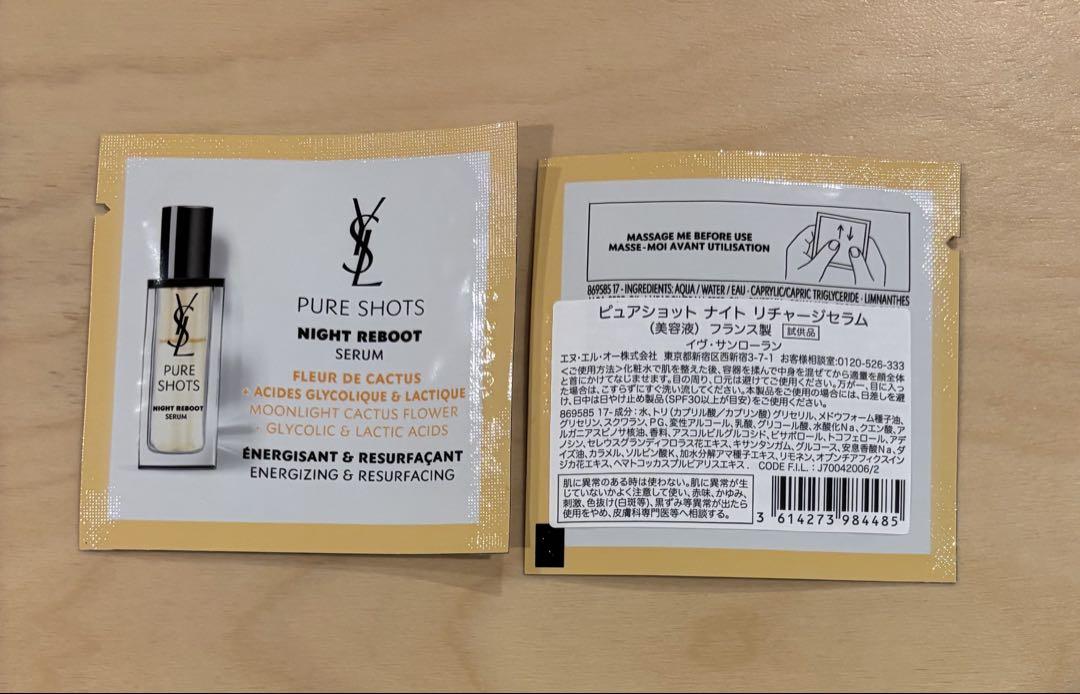 YSL
PURE SHOTS
NIGHT REBOOT
SERUM
FLEUR DE CACTUS
+ ACIDES GLYCOLIQUE & LACTIQUE
MOONLIGHT CACTUS FLOWER
+ GLYCOLIC & LACTIC ACIDS
ÉNERGISANT & RESURFAÇANT
ENERGIZING & RESURFACING
YSL
PURE
SHOTS
NIGHT REBOOT
SERUM
MASSAGE ME BEFORE USE
MASSE-MOI AVANT UTILISATION
869585 17 - INGREDIENTS: AQUA / WATER / EAU · CAPRYLIC/CAPRIC TRIGLYCERIDE · LIMNANTHES
ピュアショット ナイト リチャージセラム
(美容液) フランス製 試供品
イヴ・サンローラン
エヌ・エル・オー株式会社 東京都新宿区西新宿3-7-1 お客様相談室:0120-526-333
<ご使用方法>化粧水で肌を整えた後、容器を揉んで中身を混ぜてから適量を顔全体
と首にかけてなじませます。目の周り、口元は避けてご使用ください。万が一、目に入っ
た場合は、こすらずにすぐ洗い流してください。本製品をご使用の場合には、日差しを避
け、日中は日やけ止め製品(SPF30以上が目安)をご使用ください。
869585 17- 成分: 水、トリ(カプリル酸/カプリン酸)グリセリル、メドウフォーム種子油、
グリセリン、スクワラン、PG、変性アルコール、乳酸、グリコール酸、水酸化Na、クエン酸、ア
ルガニアスピノサ核油、香料、アスコルビルグルコシド、ビサボロール、トコフェロール、アデ
ノシン、セレウスグランディフロラス花エキス、キサンタンガム、グルコース、安息香酸Na、ダ
イズ油、カラメル、ソルビン酸K、加水分解アマ種子エキス、リモネン、オプンチアフィクスイン
ジカ花エキス、ヘマトコッカスプルビアリスエキス. CODE F.I.L. : J70042006/2
肌に異常のある時は使わない。肌に異常が生
じていないかよく注意して使い、赤味、かゆみ、
刺激、色抜け(白斑等)、黒ずみ等異常が出たら
使用をやめ、皮膚科専門医等へ相談する。
3 614273 984485